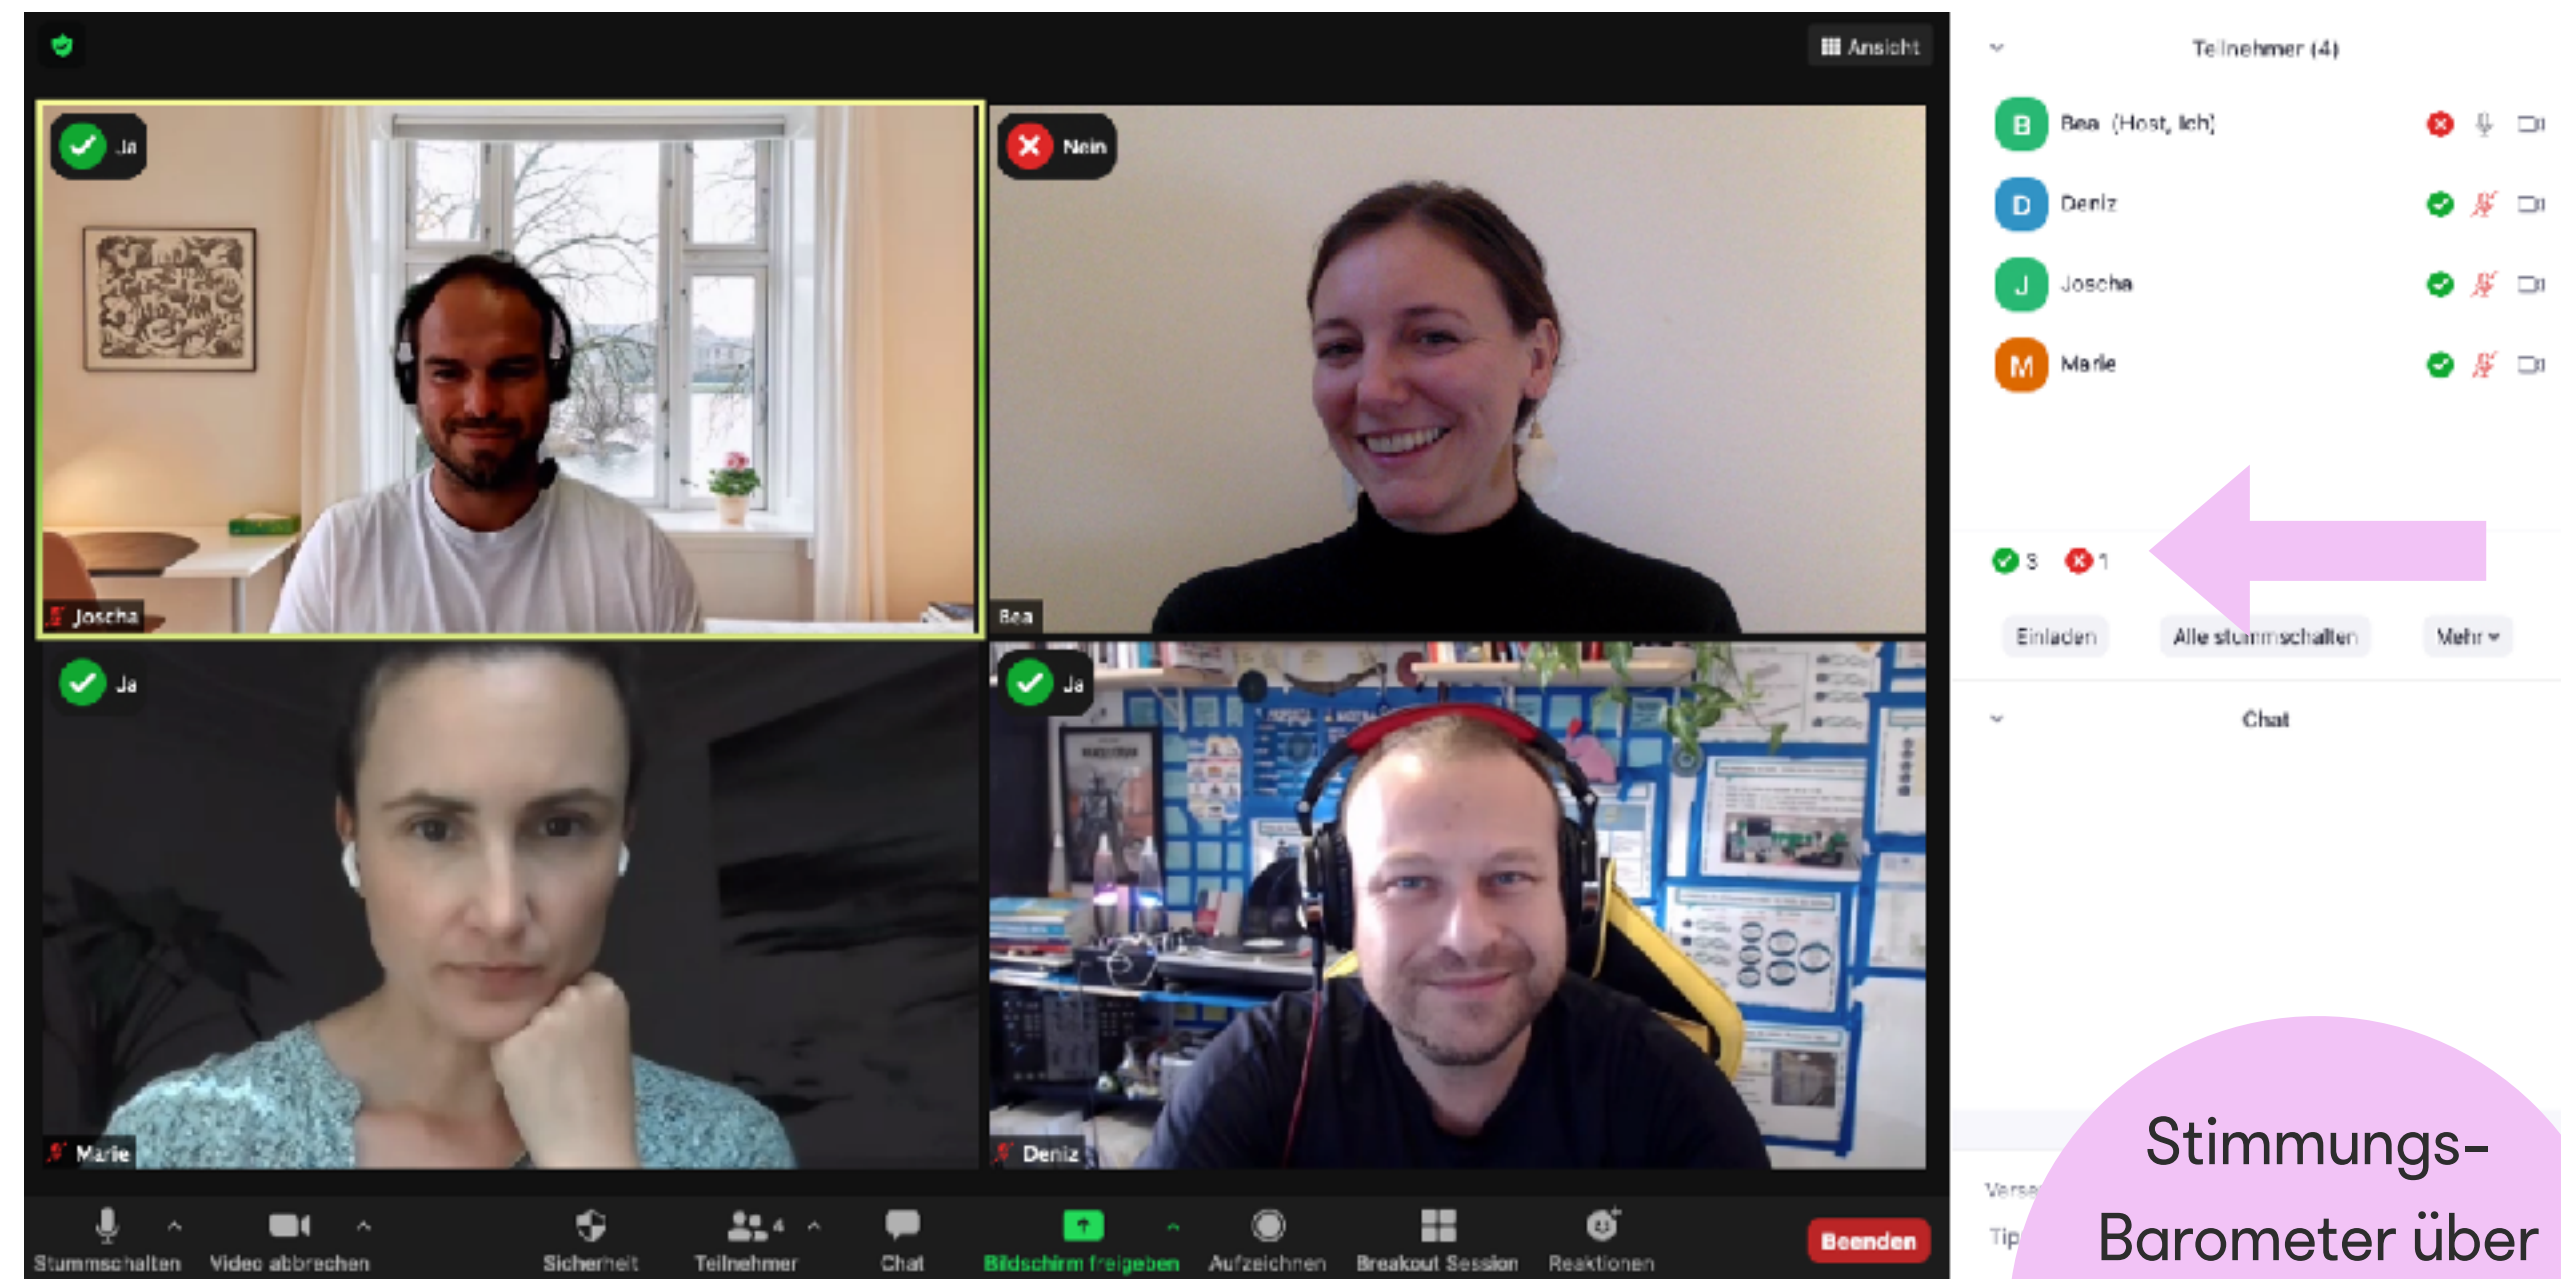 Ansicht
Ja
Nein
Joscha
Bea
Ja
Ja
Marie
Deniz
Stummschalten
Video abbrechen
Sicherheit
4
Teilnehmer
Chat
Bildschirm freigeben
Aufzeichnen
Breakout Session
Reaktionen
Beenden
Teilnehmer (4)
B Bea (Host, Ich)
D Deniz
J Joscha
M Marie
3 1
Einladen Alle stummschalten Mehr
Chat
Stimmungs-
Barometer über